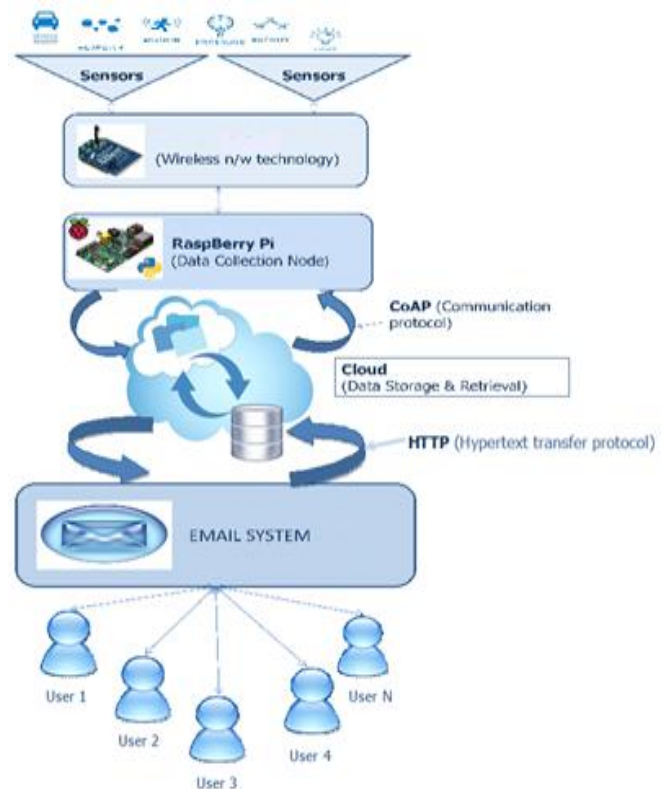 Sensors
Sensors
(Wireless n/w technology)
RaspBerry Pi
(Data Collection Node)
CoAP (Communication
protocol)
Cloud
(Data Storage & Retrieval)
HTTP (Hypertext transfer protocol)
EMAIL SYSTEM
User 1
User N
User 2
User 4
User 3